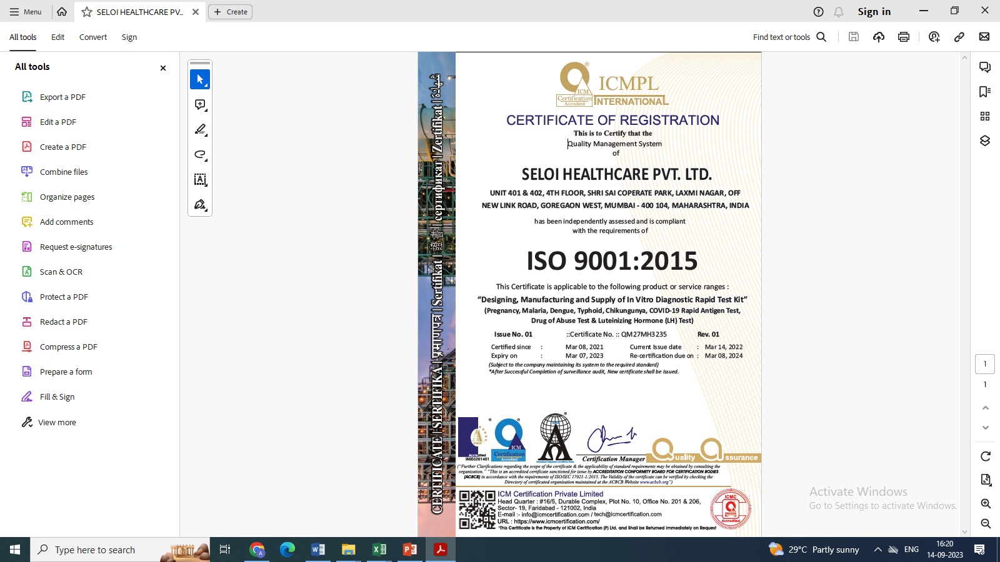 Menu
SELOI HEALTHCARE PV...
Create
Sign in
All tools
Edit
Convert
Sign
Find text or tools
All tools
Export a PDF
Edit a PDF
Create a PDF
Combine files
Organize pages
Add comments
Request e-signatures
Scan & OCR
Protect a PDF
Redact a PDF
Compress a PDF
Prepare a form
Fill & Sign
View more
CERTIFICATE | SERTIFIKA | प्रमाणपत्र | Sertifikat | 證書 | сертификат | Zertifikat | شهادة
ICM
Certification
Accredited
ICMPL
INTERNATIONAL
CERTIFICATE OF REGISTRATION
This is to Certify that the
Quality Management System
of
SELOI HEALTHCARE PVT. LTD.
UNIT 401 & 402, 4TH FLOOR, SHRI SAI COPERATE PARK, LAXMI NAGAR, OFF
NEW LINK ROAD, GOREGAON WEST, MUMBAI - 400 104, MAHARASHTRA, INDIA
has been independently assessed and is compliant
with the requirements of
ISO 9001:2015
This Certificate is applicable to the following product or service ranges :
“Designing, Manufacturing and Supply of In Vitro Diagnostic Rapid Test Kit”
(Pregnancy, Malaria, Dengue, Typhoid, Chikungunya, COVID-19 Rapid Antigen Test,
Drug of Abuse Test & Luteinizing Hormone (LH) Test)
Issue No. 01 ::Certificate No. :: QM27MH3235 Rev. 01
Certified since : Mar 08, 2021 Current Issue date : Mar 14, 2022
Expiry on : Mar 07, 2023 Re-certification due on : Mar 08, 2024
(Subject to the company maintaining its system to the required standard)
*After Successful Completion of surveillance audit, New certificate shall be issued.
Accredited
INS03201401
ICM
Certification
Accredited
Certification Manager
Quality Assurance
("Further Clarifications regarding the scope of the certificate & the applicability of standard requirements may be obtained by consulting the
organization." "This is an accredited certificate sanctioned for issue by ACCREDITATION CONFORMITY BOARD FOR CERTIFICATION BODIES
(ACBCB) in accordance with the requirements of ISO/IEC 17021-1:2015. The Validity of the certificate can be verified by checking the
Directory of certificated organization maintained at the ACBCB Website www.acbcb.org")
ICM Certification Private Limited
Head Quarter : #16/5, Durable Complex, Plot No. 10, Office No. 201 & 206,
Sector- 19, Faridabad - 121002, India
E-mail :- info@icmcertification.com / tech@icmcertification.com
URL : https://www.icmcertification.com/
*This Certificate is the Property of ICM Certification (P) Ltd. and Shall be Returned Immediately on Request
ICMC
Accredited
1
1
Activate Windows
Go to Settings to activate Windows.
Type here to search
29°C Partly sunny
ENG
16:20
14-09-2023